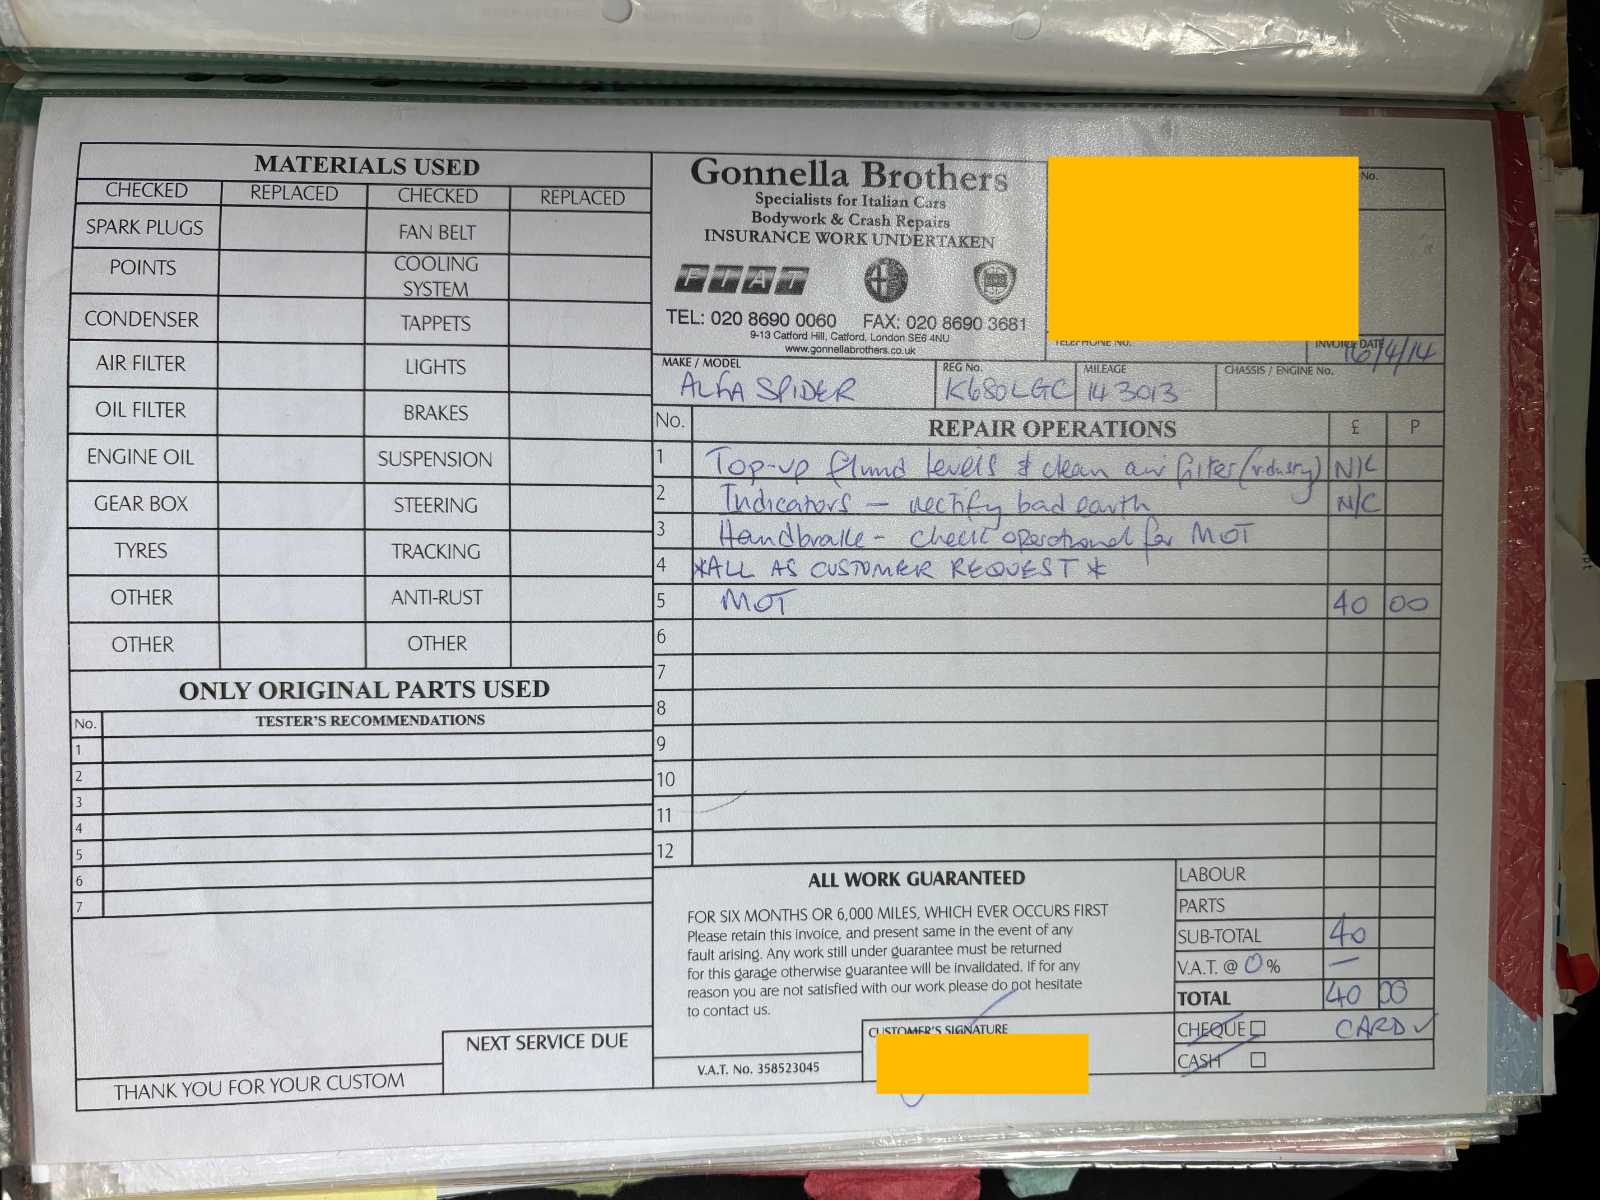 MATERIALS USED
CHECKED REPLACED CHECKED REPLACED
SPARK PLUGS FAN BELT
POINTS COOLING SYSTEM
CONDENSER TAPPETS
AIR FILTER LIGHTS
OIL FILTER BRAKES
ENGINE OIL SUSPENSION
GEAR BOX STEERING
TYRES TRACKING
OTHER ANTI-RUST
OTHER OTHER
ONLY ORIGINAL PARTS USED
No. TESTER'S RECOMMENDATIONS
1
2
3
4
5
6
7
NEXT SERVICE DUE
THANK YOU FOR YOUR CUSTOM
Gonnella Brothers
Specialists for Italian Cars
Bodywork & Crash Repairs
INSURANCE WORK UNDERTAKEN
FIAT
TEL: 020 8690 0060 FAX: 020 8690 3681
9-13 Catford Hill, Catford, London SE6 4NU
www.gonnellabrothers.co.uk
No.
TELEPHONE NO.
INVOICE DATE
16/4/14
MAKE / MODEL REG No. MILEAGE CHASSIS / ENGINE No.
ALFA SPIDER K680LGC 143013
No. REPAIR OPERATIONS £ P
1 Top-up fluid levels & clean air filter N/C
2 Indicators - rectify bad earth N/C
3 Handbrake - check operational for MOT
4 *ALL AS CUSTOMER REQUEST*
5 MOT 40 00
6
7
8
9
10
11
12
ALL WORK GUARANTEED
FOR SIX MONTHS OR 6,000 MILES, WHICH EVER OCCURS FIRST
Please retain this invoice, and present same in the event of any
fault arising. Any work still under guarantee must be returned
for this garage otherwise guarantee will be invalidated. If for any
reason you are not satisfied with our work please do not hesitate
to contact us.
CUSTOMER'S SIGNATURE
V.A.T. No. 358523045
LABOUR
PARTS
SUB-TOTAL 40
V.A.T. @ 0 % —
TOTAL 40 00
CHEQUE CARD ✓
CASH